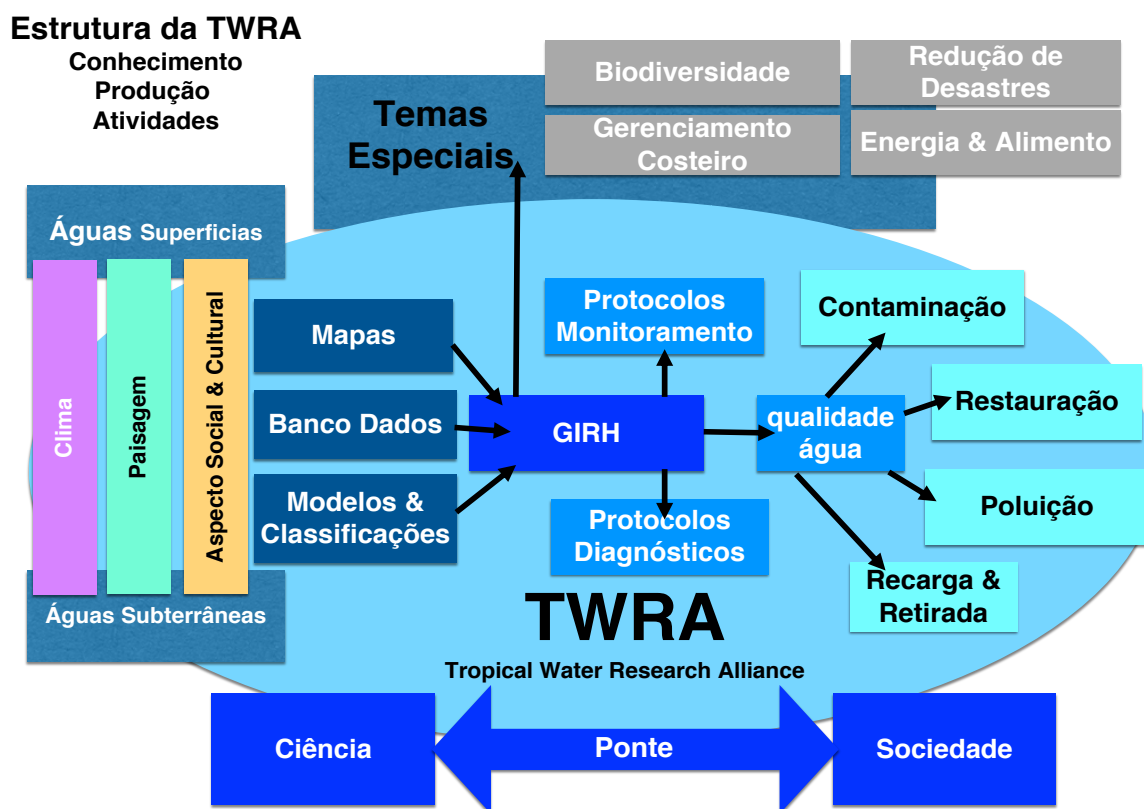 Estrutura da TWRA
Conhecimento
Produção
Atividades
Temas
Especiais
Biodiversidade
Redução de
Desastres
Gerenciamento
Costeiro
Energia & Alimento
Águas Superficias
Clima
Paisagem
Aspecto Social & Cultural
Águas Subterrâneas
Mapas
Banco Dados
Modelos &
Classificações
GIRH
Protocolos
Monitoramento
Protocolos
Diagnósticos
qualidade
água
Contaminação
Restauração
Poluição
Recarga &
Retirada
TWRA
Tropical Water Research Alliance
Ciência
Ponte
Sociedade